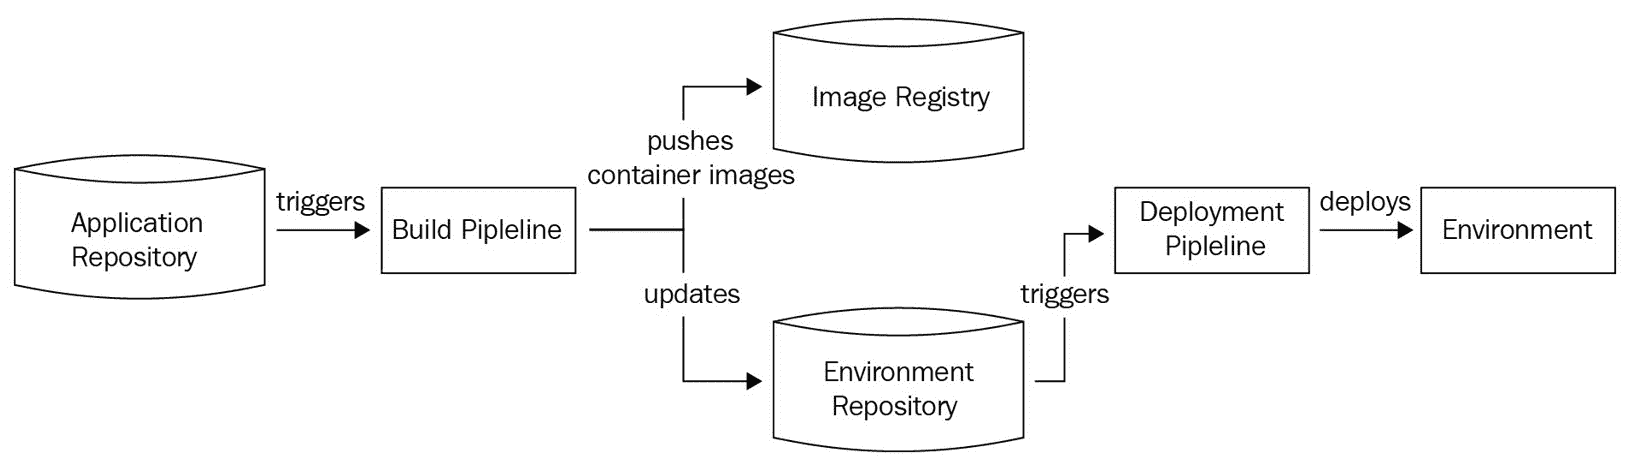 Application
Repository
triggers
Build Pipleline
pushes
container images
Image Registry
updates
Environment
Repository
triggers
Deployment
Pipleline
deploys
Environment